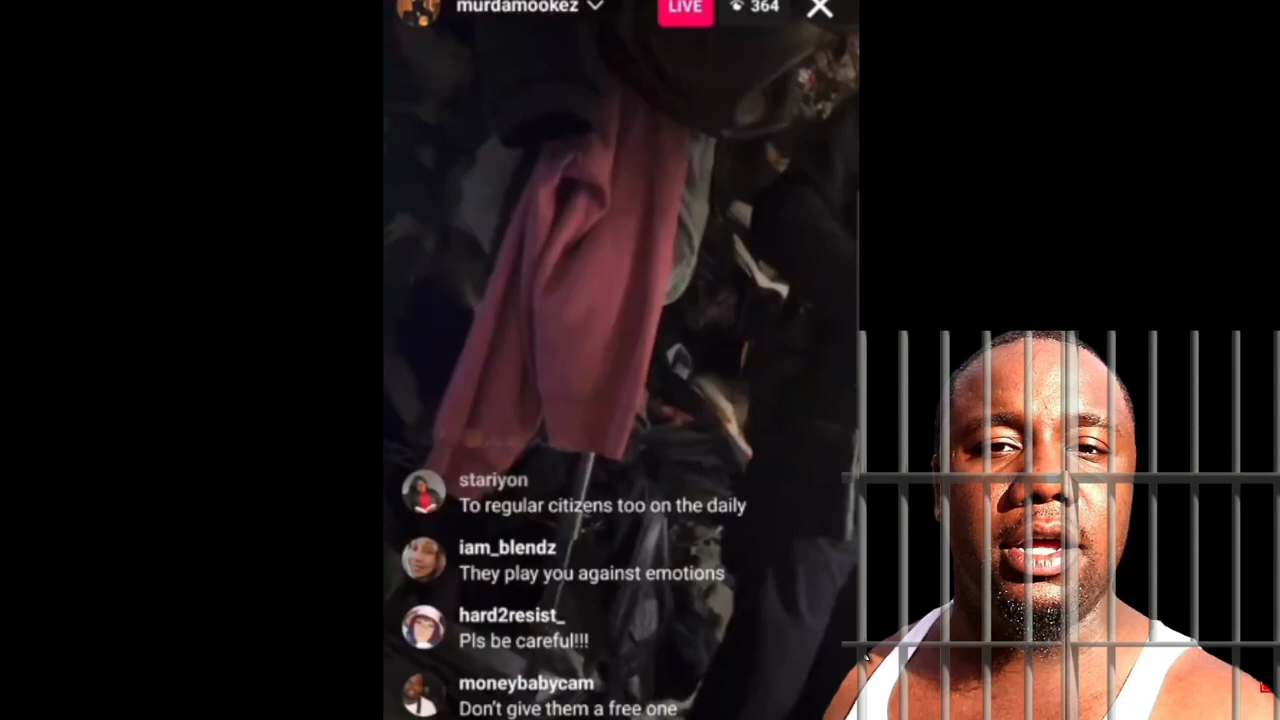 murdamookez
LIVE
364
stariyon
To regular citizens too on the daily
iam_blendz
They play you against emotions
hard2resist_
Pls be careful!!!
moneybabycam
Don't give them a free one